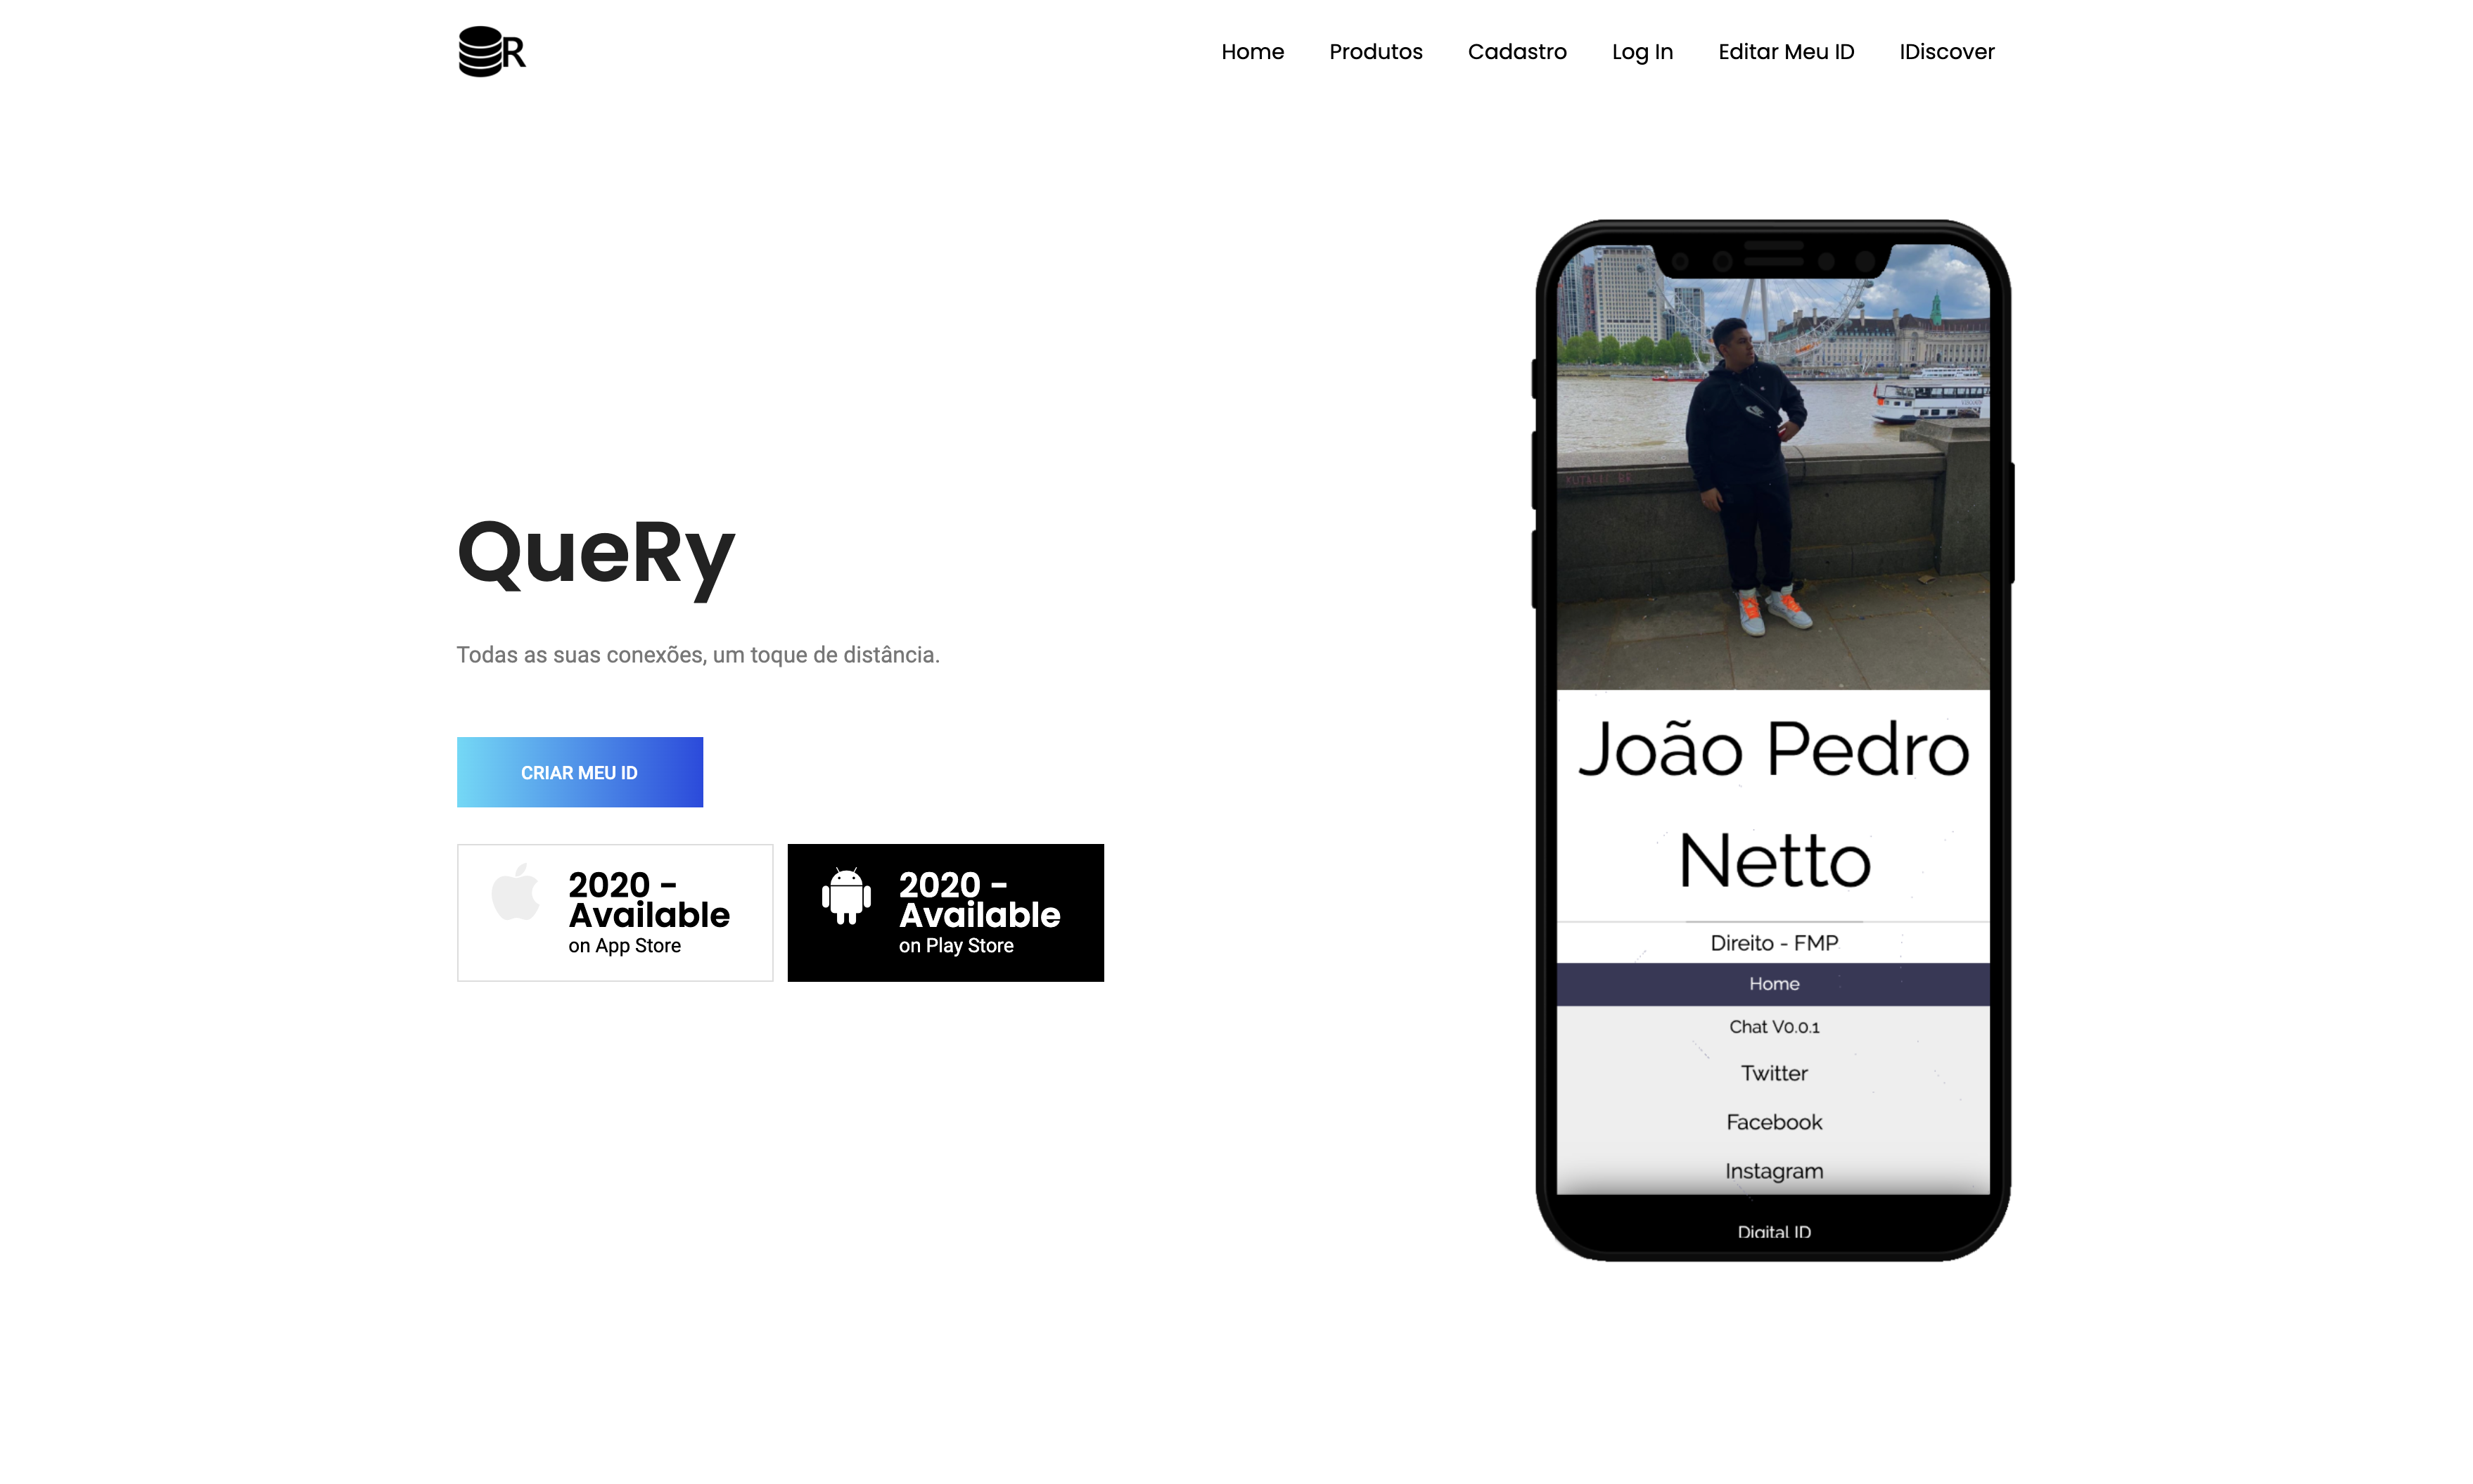 R
Home Produtos Cadastro Log In Editar Meu ID IDiscover
QueRy
Todas as suas conexões, um toque de distância.
CRIAR MEU ID
2020 -
Available
on App Store
2020 -
Available
on Play Store
João Pedro
Netto
Direito - FMP
Home
Chat V0.0.1
Twitter
Facebook
Instagram
Digital ID